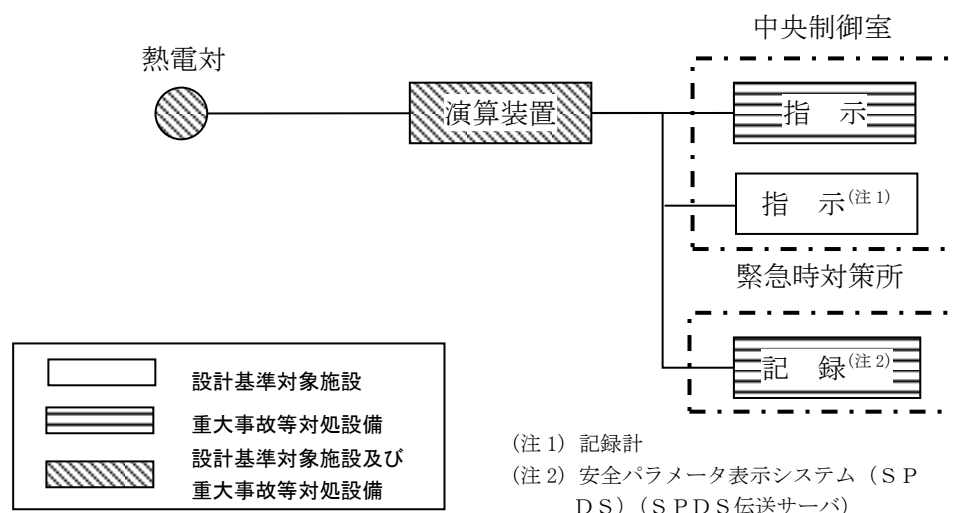 中央制御室
熱電対
演算装置
指　示
指　示(注1)
緊急時対策所
記　録(注2)
設計基準対象施設
重大事故等対処設備
設計基準対象施設及び
重大事故等対処設備
(注1) 記録計
(注2) 安全パラメータ表示システム（ＳＰ
ＤＳ）（ＳＰＤＳ伝送サーバ）